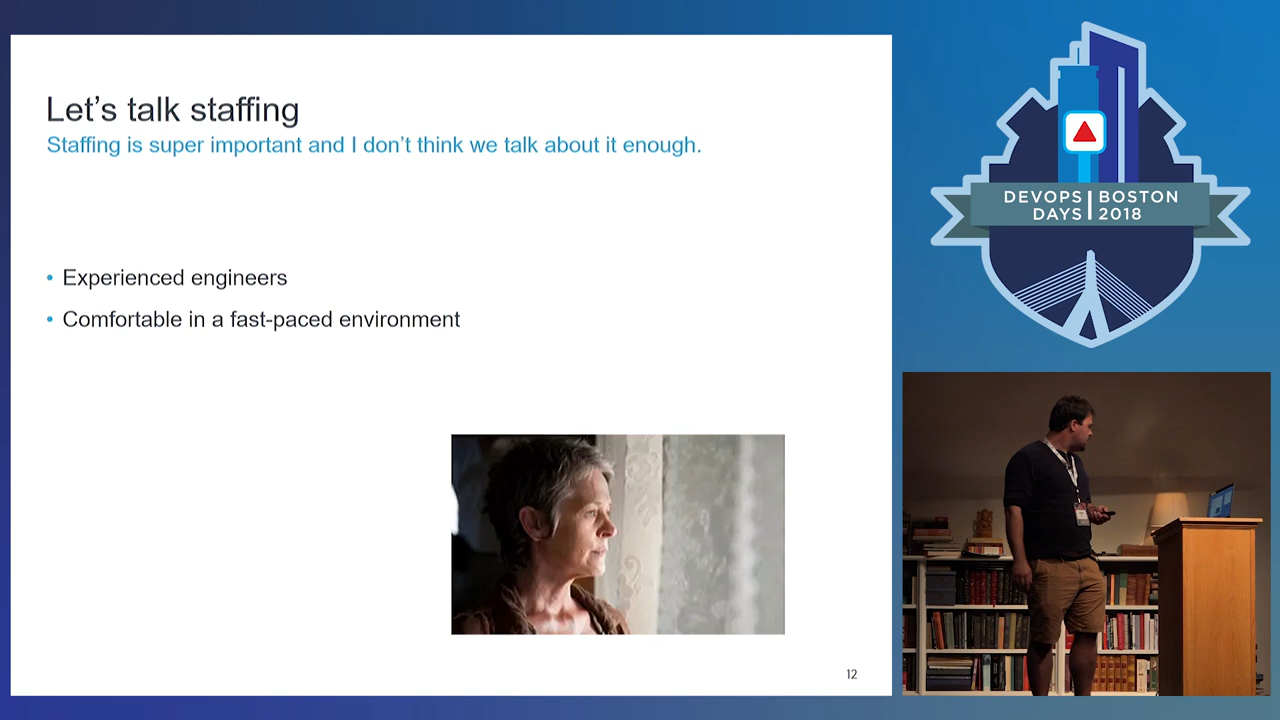 Let’s talk staffing
Staffing is super important and I don’t think we talk about it enough.
• Experienced engineers
• Comfortable in a fast-paced environment
12
DEVOPS BOSTON
DAYS 2018